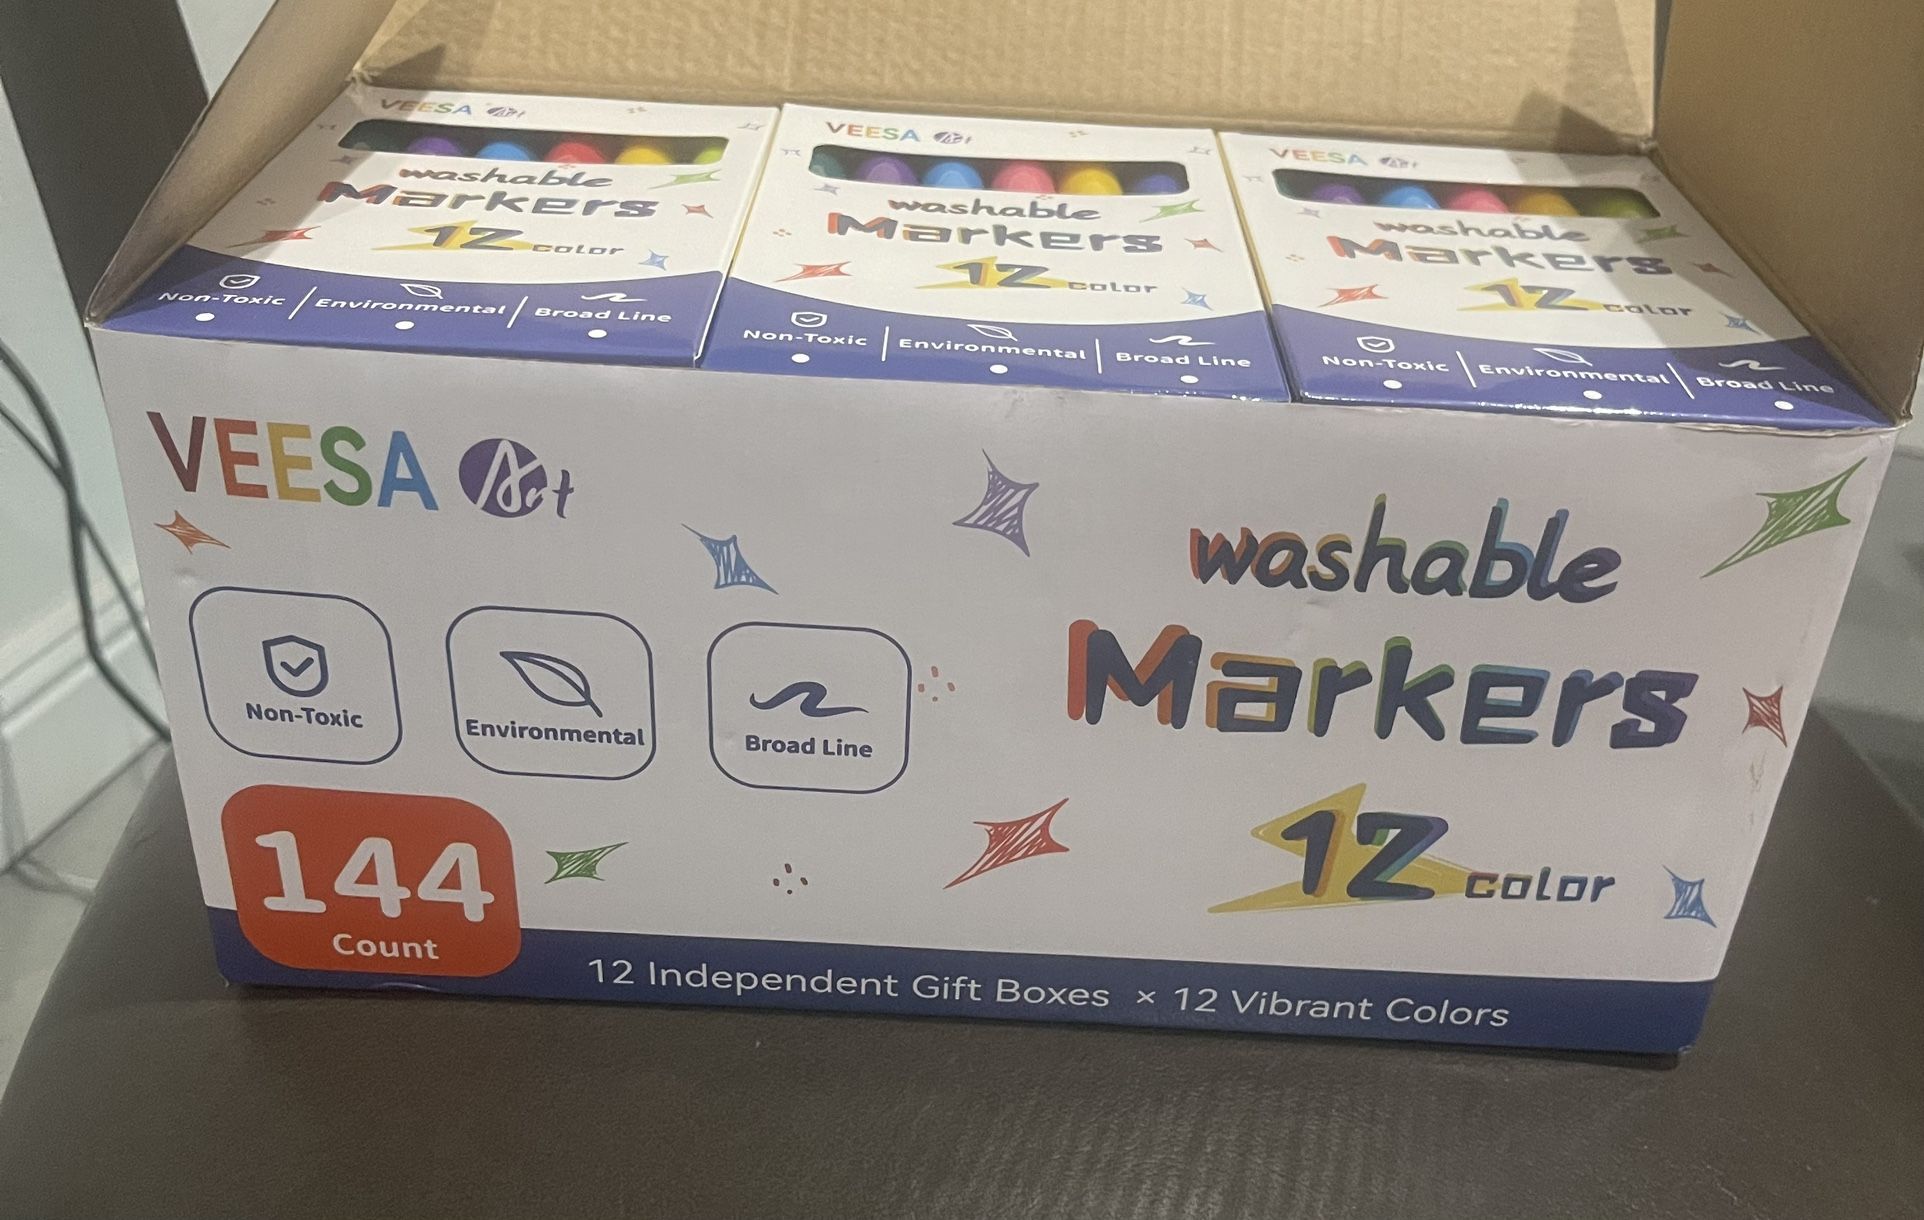 VEESA Art
washable
Markers
12 color
Non-Toxic | Environmental | Broad Line
VEESA Art
washable
Markers
12 color
Non-Toxic | Environmental | Broad Line
VEESA Art
washable
Markers
12 color
Non-Toxic | Environmental | Broad Line
VEESA Art
Non-Toxic
Environmental
Broad Line
144
Count
washable
Markers
12 color
12 Independent Gift Boxes × 12 Vibrant Colors